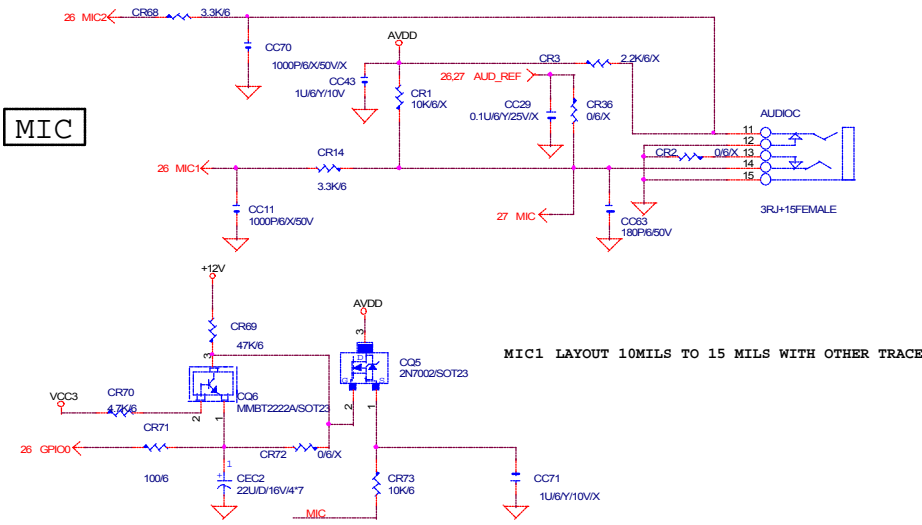 26 MIC2
CR68
3.3K/6
CC70
1000P/6/X/50V/X
AVDD
CC43
1U/6/Y/10V
CR1
10K/6/X
26,27 AUD_REF
CR3
2.2K/6/X
CC29
0.1U/6/Y/25V/X
CR36
0/6/X
AUDIOC
11
12
13
14
15
CR2
0/6/X
3RJ+15FEMALE
MIC
26 MIC1
CR14
3.3K/6
CC11
1000P/6/X/50V
27 MIC
CC63
180P/6/50V
+12V
CR69
47K/6
3
CQ6
MMBT2222A/SOT23
2
1
VCC3
CR70
4.7K/6
26 GPIO0
CR71
100/6
CR72
0/6/X
1
+
CEC2
22U/D/16V/4*7
AVDD
3
D
G
S
CQ5
2N7002/SOT23
2
1
CR73
10K/6
MIC
CC71
1U/6/Y/10V/X
MIC1 LAYOUT 10MILS TO 15 MILS WITH OTHER TRACE